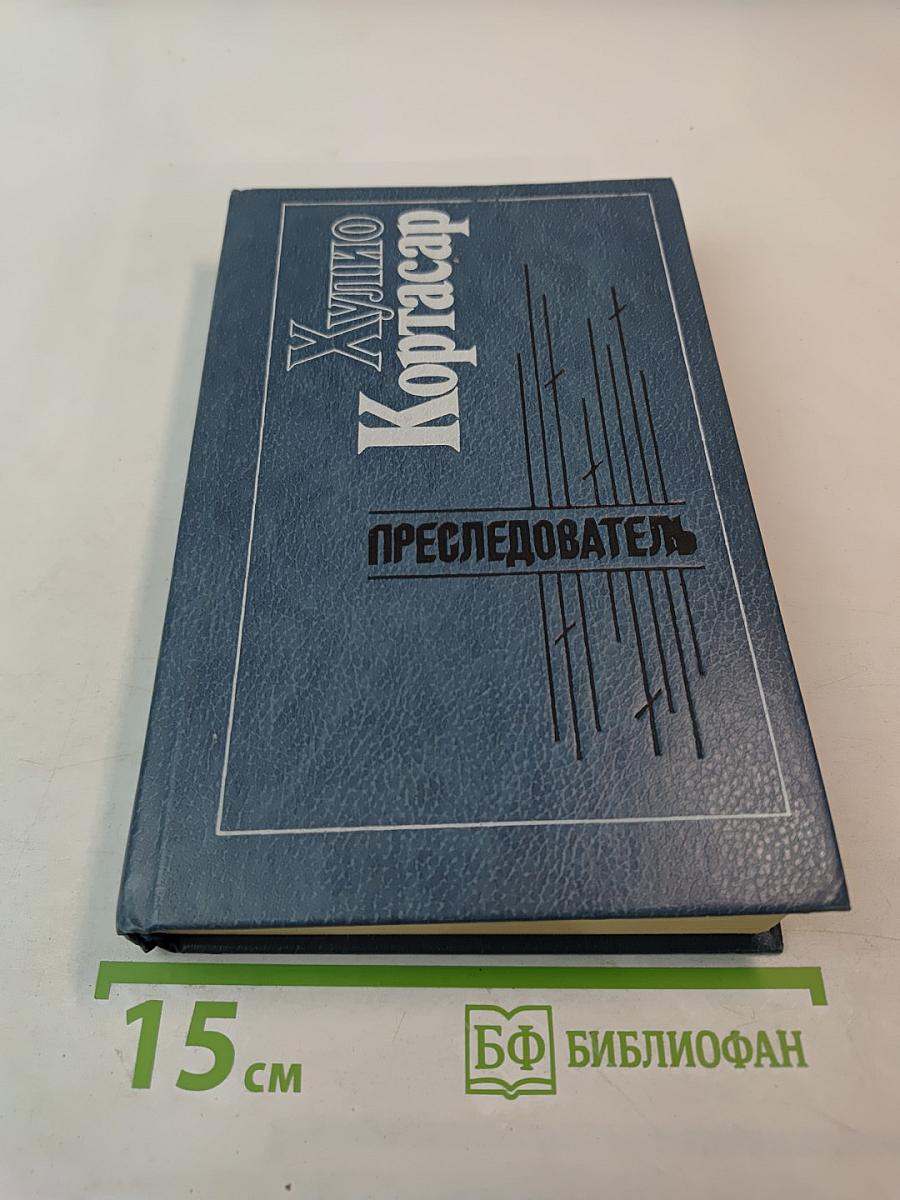 Хулио
Кортасар
ПРЕСЛЕДОВАТЕЛЬ
15 см
БФ БИБЛИОФАН